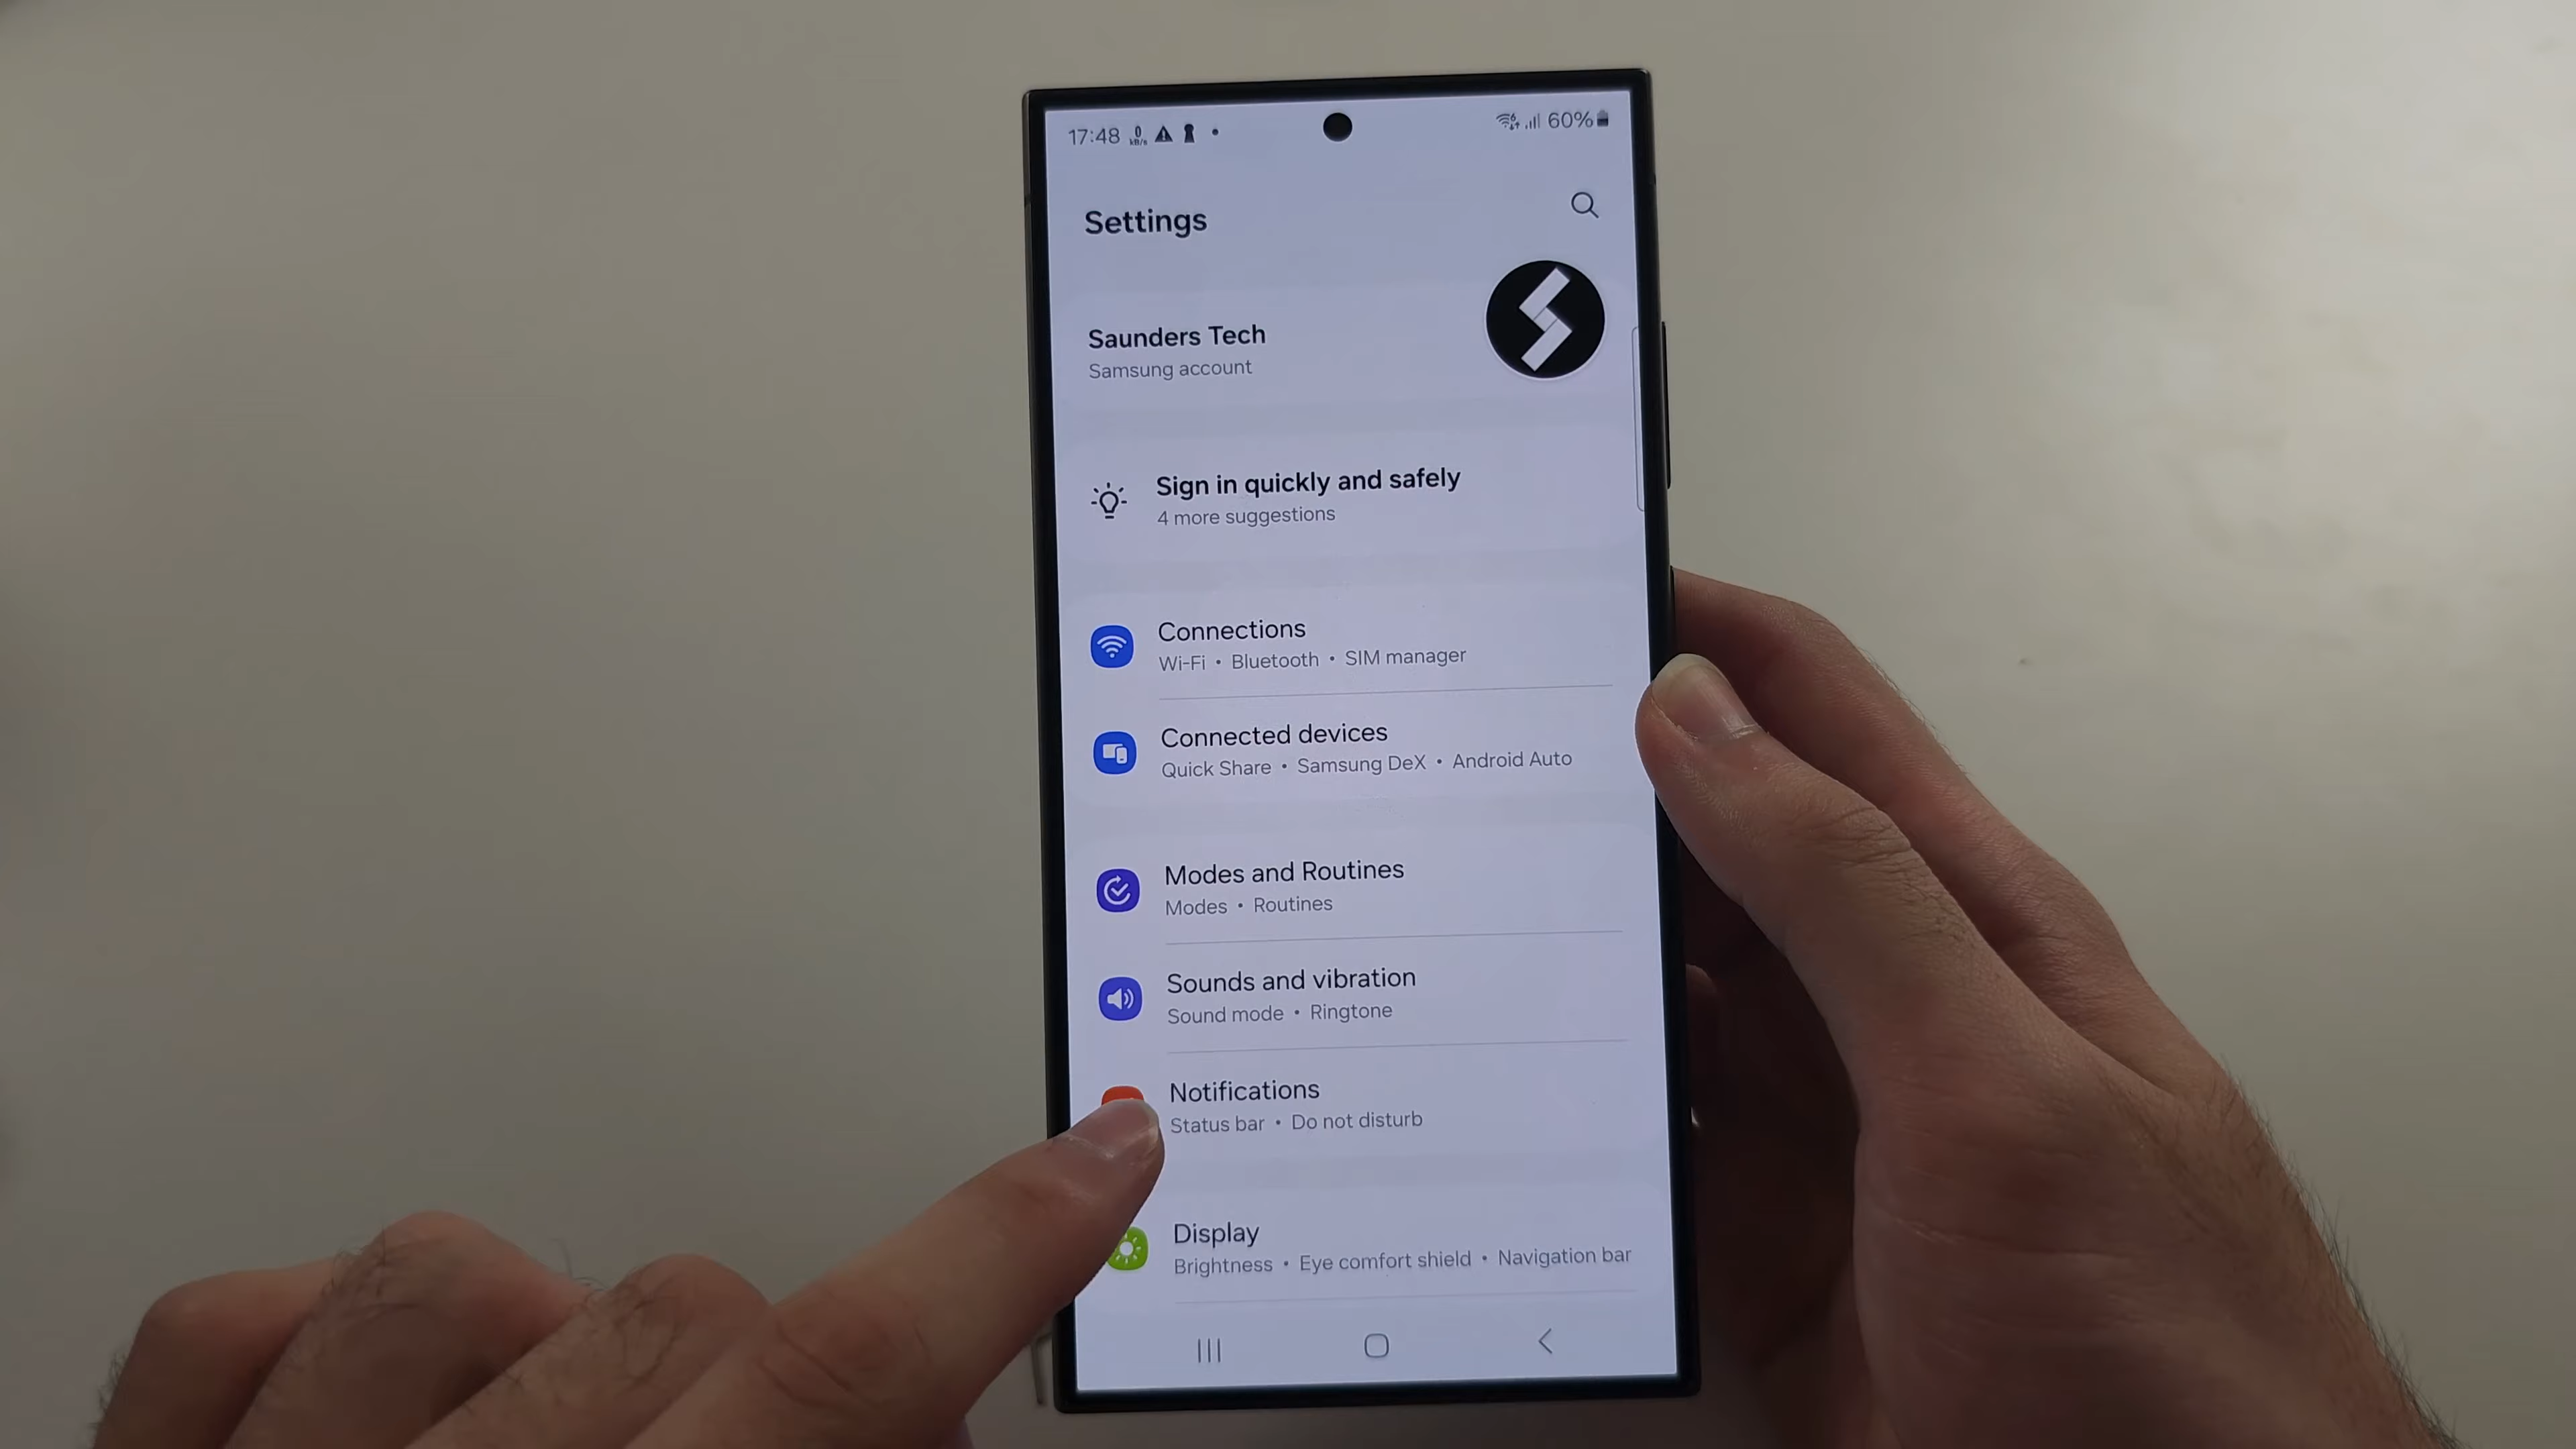 17:48 0 kB/s 60%
Settings
Saunders Tech
Samsung account
Sign in quickly and safely
4 more suggestions
Connections
Wi-Fi • Bluetooth • SIM manager
Connected devices
Quick Share • Samsung DeX • Android Auto
Modes and Routines
Modes • Routines
Sounds and vibration
Sound mode • Ringtone
Notifications
Status bar • Do not disturb
Display
Brightness • Eye comfort shield • Navigation bar